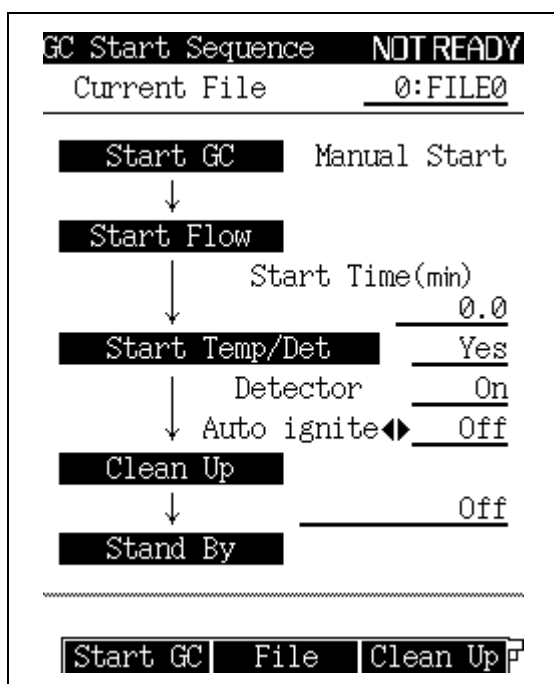 GC Start Sequence NOT READY
Current File 0:FILE0
Start GC Manual Start
Start Flow
Start Time(min)
0.0
Start Temp/Det Yes
Detector On
Auto ignite Off
Clean Up
Off
Stand By
Start GC File Clean Up